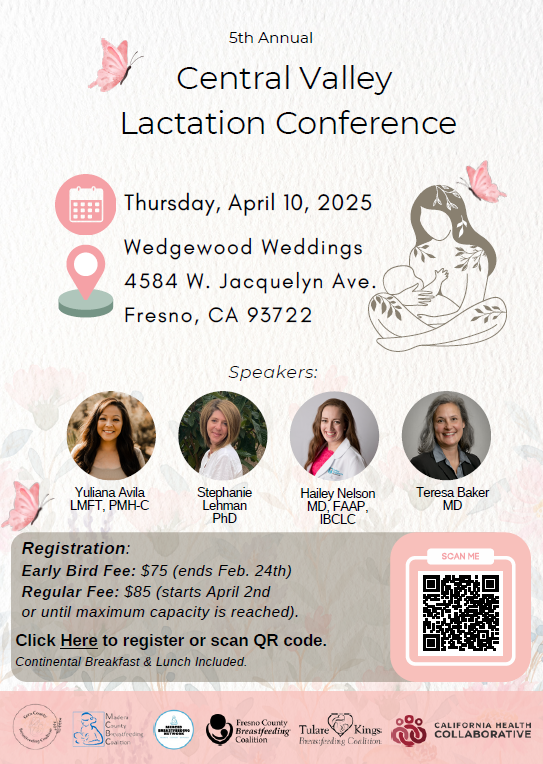 5th Annual
Central Valley
Lactation Conference
Thursday, April 10, 2025
Wedgewood Weddings
4584 W. Jacquelyn Ave.
Fresno, CA 93722
Speakers:
Yuliana Avila
LMFT, PMH-C
Stephanie
Lehman
PhD
Hailey Nelson
MD, FAAP,
IBCLC
Teresa Baker
MD
Registration:
Early Bird Fee: $75 (ends Feb. 24th)
Regular Fee: $85 (starts April 2nd
or until maximum capacity is reached).
Click Here to register or scan QR code.
Continental Breakfast & Lunch Included.
SCAN ME
Madera
County
Breastfeeding
Coalition
BREASTFEEDING
NETWORK
Fresno County
Breastfeeding
Coalition
Tulare Kings
Breastfeeding Coalition
CALIFORNIA HEALTH
COLLABORATIVE